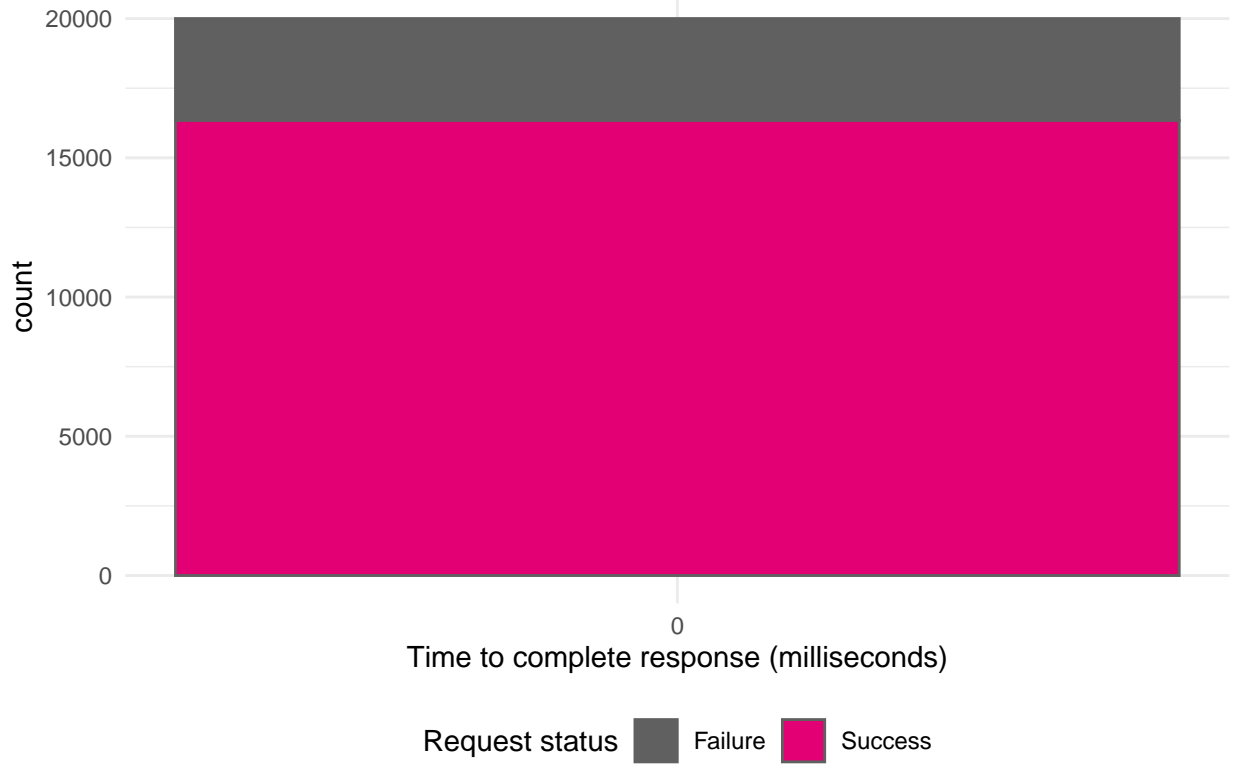 20000
15000
count
10000
5000
0
0
Time to complete response (milliseconds)
Request status Failure Success